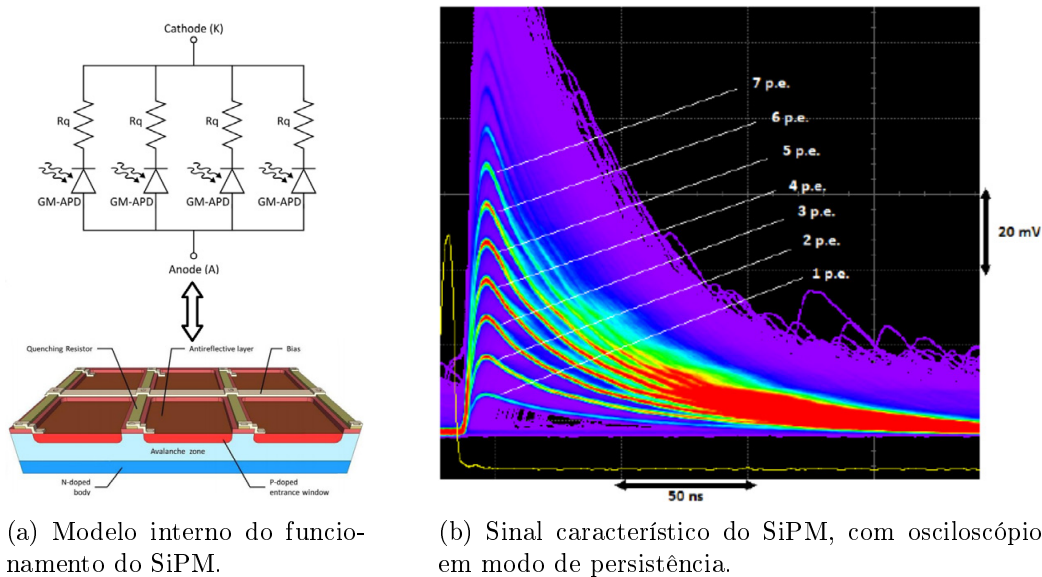 Cathode (K)
Rq Rq Rq Rq
GM-APD GM-APD GM-APD GM-APD
Anode (A)
Quenching Resistor Antireflective layer Bias
Avalanche zone
N-doped
body
P-doped
entrance window
7 p.e.
6 p.e.
5 p.e.
4 p.e.
3 p.e.
2 p.e.
1 p.e.
20 mV
50 ns
(a) Modelo interno do funcio-
namento do SiPM.
(b) Sinal característico do SiPM, com osciloscópio
em modo de persistência.